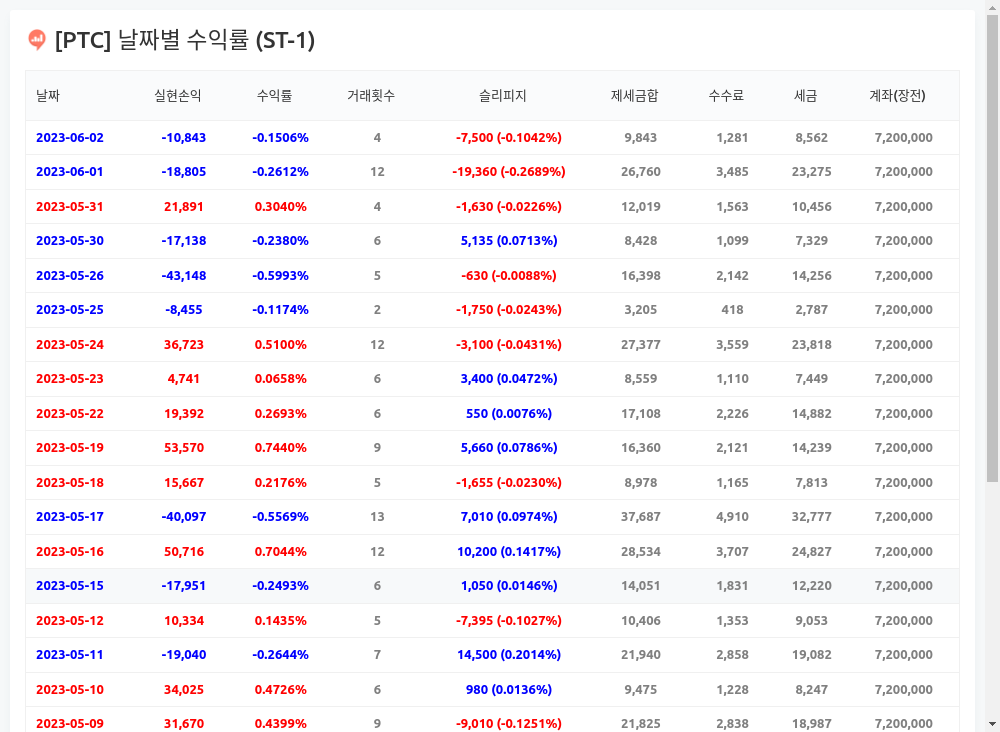 [PTC] 날짜별 수익률 (ST-1)
날짜 실현손익 수익률 거래횟수 슬리피지 제세금합 수수료 세금 계좌(장전)
2023-06-02 -10,843 -0.1506% 4 -7,500 (-0.1042%) 9,843 1,281 8,562 7,200,000
2023-06-01 -18,805 -0.2612% 12 -19,360 (-0.2689%) 26,760 3,485 23,275 7,200,000
2023-05-31 21,891 0.3040% 4 -1,630 (-0.0226%) 12,019 1,563 10,456 7,200,000
2023-05-30 -17,138 -0.2380% 6 5,135 (0.0713%) 8,428 1,099 7,329 7,200,000
2023-05-26 -43,148 -0.5993% 5 -630 (-0.0088%) 16,398 2,142 14,256 7,200,000
2023-05-25 -8,455 -0.1174% 2 -1,750 (-0.0243%) 3,205 418 2,787 7,200,000
2023-05-24 36,723 0.5100% 12 -3,100 (-0.0431%) 27,377 3,559 23,818 7,200,000
2023-05-23 4,741 0.0658% 6 3,400 (0.0472%) 8,559 1,110 7,449 7,200,000
2023-05-22 19,392 0.2693% 6 550 (0.0076%) 17,108 2,226 14,882 7,200,000
2023-05-19 53,570 0.7440% 9 5,660 (0.0786%) 16,360 2,121 14,239 7,200,000
2023-05-18 15,667 0.2176% 5 -1,655 (-0.0230%) 8,978 1,165 7,813 7,200,000
2023-05-17 -40,097 -0.5569% 13 7,010 (0.0974%) 37,687 4,910 32,777 7,200,000
2023-05-16 50,716 0.7044% 12 10,200 (0.1417%) 28,534 3,707 24,827 7,200,000
2023-05-15 -17,951 -0.2493% 6 1,050 (0.0146%) 14,051 1,831 12,220 7,200,000
2023-05-12 10,334 0.1435% 5 -7,395 (-0.1027%) 10,406 1,353 9,053 7,200,000
2023-05-11 -19,040 -0.2644% 7 14,500 (0.2014%) 21,940 2,858 19,082 7,200,000
2023-05-10 34,025 0.4726% 6 980 (0.0136%) 9,475 1,228 8,247 7,200,000
2023-05-09 31,670 0.4399% 9 -9,010 (-0.1251%) 21,825 2,838 18,987 7,200,000